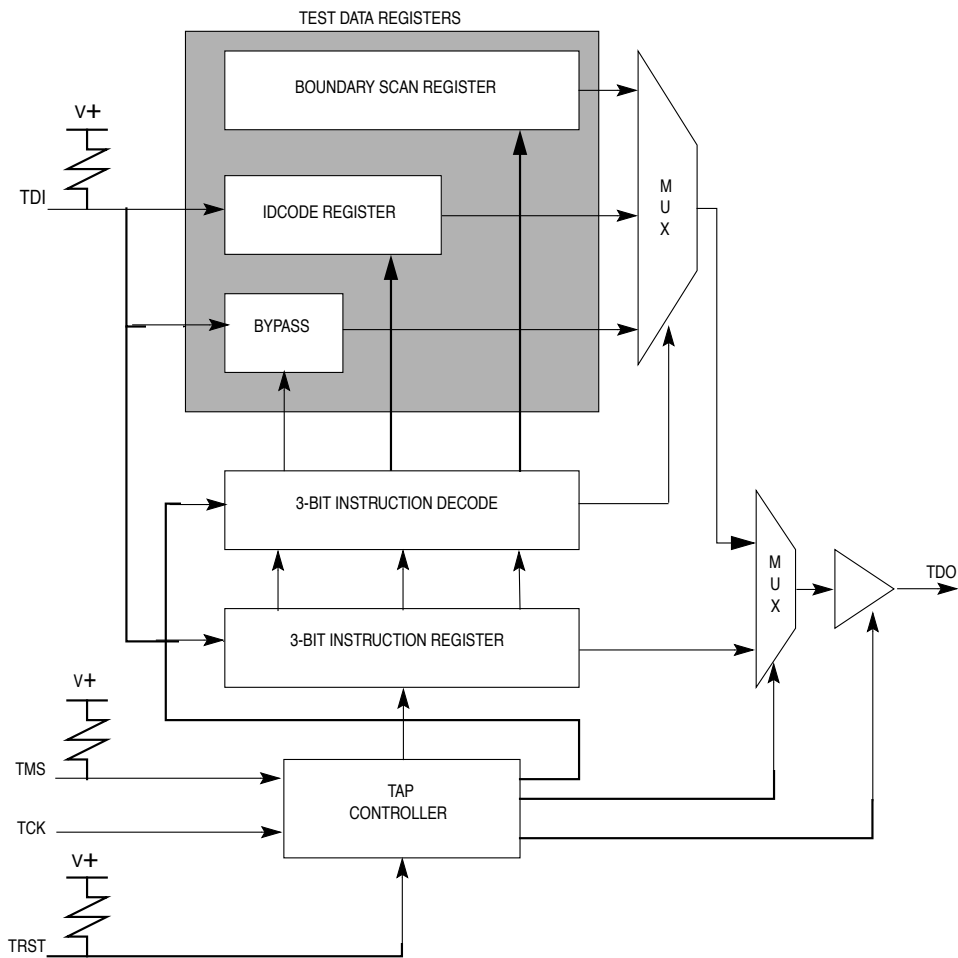 TEST DATA REGISTERS
BOUNDARY SCAN REGISTER
V+
TDI
IDCODE REGISTER
M
U
X
BYPASS
3-BIT INSTRUCTION DECODE
M
U
X
TDO
3-BIT INSTRUCTION REGISTER
V+
TMS
TAP
CONTROLLER
TCK
V+
TRST